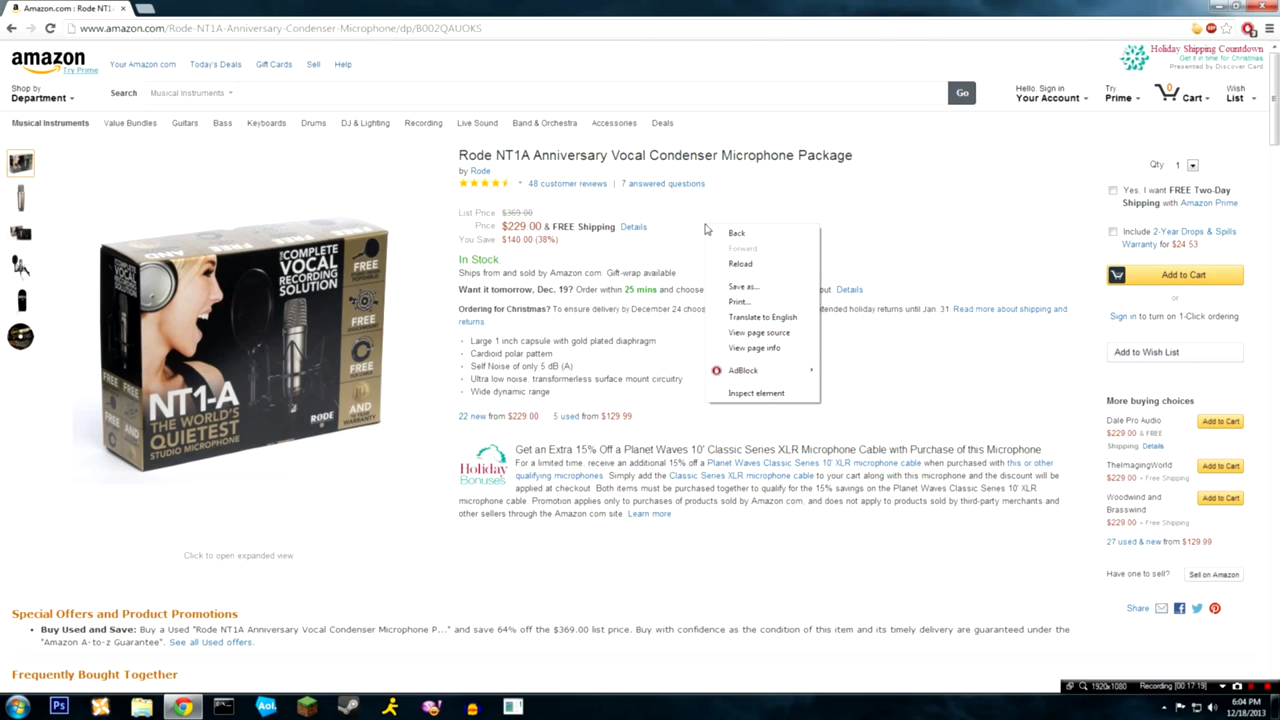 Amazon.com : Rode NT1-
www.amazon.com/Rode-NT1A-Anniversary-Condenser-Microphone/dp/B002QAUOKS
amazon
Try Prime
Your Amazon.com
Today's Deals
Gift Cards
Sell
Help
Holiday Shipping Countdown
Get it in time for Christmas
Presented by Discover Card
Shop by
Department
Search
Musical Instruments
Go
Hello. Sign in
Your Account
Try
Prime
0
Cart
Wish
List
Musical Instruments
Value Bundles
Guitars
Bass
Keyboards
Drums
DJ & Lighting
Recording
Live Sound
Band & Orchestra
Accessories
Deals
Rode NT1A Anniversary Vocal Condenser Microphone Package
by Rode
48 customer reviews | 7 answered questions
List Price $369.00
Price $229.00 & FREE Shipping Details
You Save $140.00 (38%)
In Stock.
Ships from and sold by Amazon.com. Gift-wrap available
Want it tomorrow, Dec. 19? Order within 25 mins and choose
out Details
Ordering for Christmas? To ensure delivery by December 24 choos
tended holiday returns until Jan. 31. Read more about shipping and
returns.
Large 1 inch capsule with gold plated diaphragm
Cardioid polar pattern
Self Noise of only 5 dB (A)
Ultra low noise, transformerless surface mount circuitry
Wide dynamic range
22 new from $229.00 5 used from $129.99
Back
Forward
Reload
Save as...
Print...
Translate to English
View page source
View page info
AdBlock
Inspect element
THE COMPLETE
VOCAL
RECORDING
SOLUTION
FREE
FREE
FREE
AND
WARRANTY
NT1-A
THE WORLD'S
QUIETEST
STUDIO MICROPHONE
RØDE
Click to open expanded view
Holiday
Bonuses
Get an Extra 15% Off a Planet Waves 10' Classic Series XLR Microphone Cable with Purchase of this Microphone
For a limited time, receive an additional 15% off a Planet Waves Classic Series 10' XLR microphone cable when purchased with this or other
qualifying microphones. Simply add the Classic Series XLR microphone cable to your cart along with this microphone and the discount will be
applied at checkout. Both items must be purchased together to qualify for the 15% savings on the Planet Waves Classic Series 10' XLR
microphone cable. Promotion applies only to purchases of products sold by Amazon.com, and does not apply to products sold by third-party merchants and
other sellers through the Amazon.com site. Learn more
Qty 1
Yes, I want FREE Two-Day
Shipping with Amazon Prime
Include 2-Year Drops & Spills
Warranty for $24.53
Add to Cart
or
Sign in to turn on 1-Click ordering
Add to Wish List
More buying choices
Dale Pro Audio
$229.00 & FREE
Shipping. Details
Add to Cart
TheImagingWorld
$229.00 + Free Shipping
Add to Cart
Woodwind and
Brasswind
$229.00 + Free Shipping
Add to Cart
27 used & new from $129.99
Have one to sell? Sell on Amazon
Share
Special Offers and Product Promotions
Buy Used and Save: Buy a Used "Rode NT1A Anniversary Vocal Condenser Microphone P..." and save 64% off the $369.00 list price. Buy with confidence as the condition of this item and its timely delivery are guaranteed under the
"Amazon A-to-z Guarantee". See all Used offers.
Frequently Bought Together
1920x1080
Recording [00:17:19]
Ps
Aol.
6:04 PM
12/18/2013